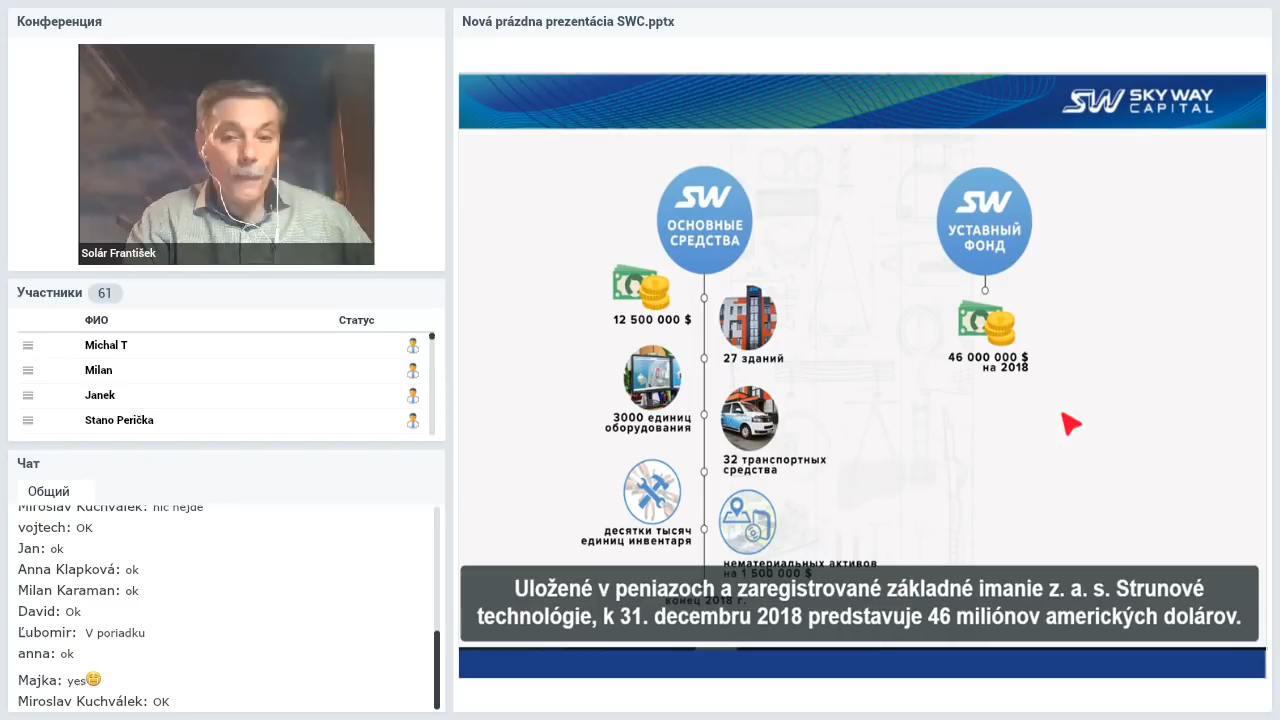 Конференция
Solár František
Участники 61
ФИО Статус
Michal T
Milan
Janek
Stano Perička
Чат
Общий
Miroslav Kuchválek: nic nejde
vojtech: OK
Jan: ok
Anna Klapková: ok
Milan Karaman: ok
David: Ok
Ľubomir: V poriadku
anna: ok
Majka: yes
Miroslav Kuchválek: OK
Nová prázdna prezentácia SWC.pptx
SW SKY WAY
CAPITAL
SW
ОСНОВНЫЕ
СРЕДСТВА
12 500 000 $
27 зданий
3000 единиц
оборудования
32 транспортных
средства
десятки тысяч
единиц инвентаря
нематериальных активов
на 1 500 000 $
конец 2018 г.
SW
УСТАВНЫЙ
ФОНД
46 000 000 $
на 2018
Uložené v peniazoch a zaregistrované základné imanie z. a. s. Strunové
technológie, k 31. decembru 2018 predstavuje 46 miliónov amerických dolárov.